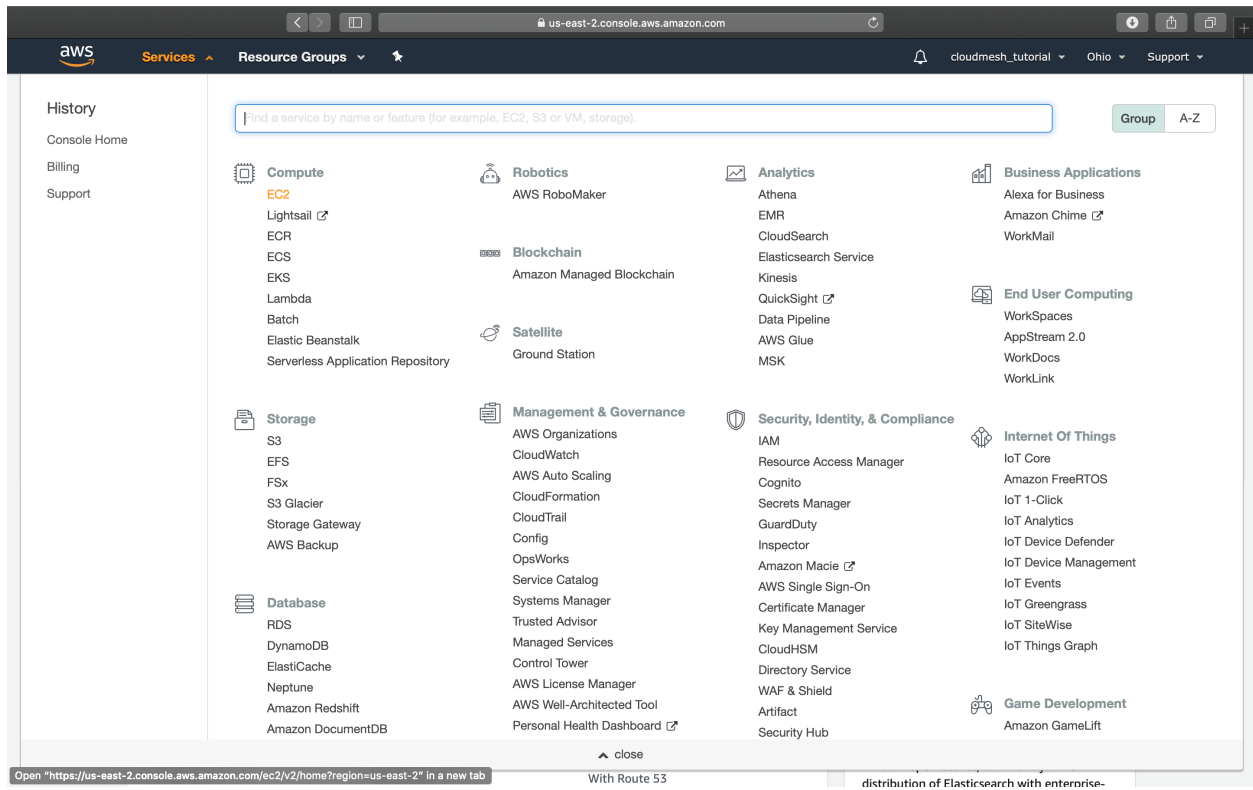 us-east-2.console.aws.amazon.com
aws
Services
Resource Groups
cloudmesh_tutorial
Ohio
Support
History
Console Home
Billing
Support
Find a service by name or feature (for example, EC2, S3 or VM, storage).
Group
A-Z
Compute
EC2
Lightsail
ECR
ECS
EKS
Lambda
Batch
Elastic Beanstalk
Serverless Application Repository
Storage
S3
EFS
FSx
S3 Glacier
Storage Gateway
AWS Backup
Database
RDS
DynamoDB
ElastiCache
Neptune
Amazon Redshift
Amazon DocumentDB
Robotics
AWS RoboMaker
Blockchain
Amazon Managed Blockchain
Satellite
Ground Station
Management & Governance
AWS Organizations
CloudWatch
AWS Auto Scaling
CloudFormation
CloudTrail
Config
OpsWorks
Service Catalog
Systems Manager
Trusted Advisor
Managed Services
Control Tower
AWS License Manager
AWS Well-Architected Tool
Personal Health Dashboard
Analytics
Athena
EMR
CloudSearch
Elasticsearch Service
Kinesis
QuickSight
Data Pipeline
AWS Glue
MSK
Security, Identity, & Compliance
IAM
Resource Access Manager
Cognito
Secrets Manager
GuardDuty
Inspector
Amazon Macie
AWS Single Sign-On
Certificate Manager
Key Management Service
CloudHSM
Directory Service
WAF & Shield
Artifact
Security Hub
Business Applications
Alexa for Business
Amazon Chime
WorkMail
End User Computing
WorkSpaces
AppStream 2.0
WorkDocs
WorkLink
Internet Of Things
IoT Core
Amazon FreeRTOS
IoT 1-Click
IoT Analytics
IoT Device Defender
IoT Device Management
IoT Events
IoT Greengrass
IoT SiteWise
IoT Things Graph
Game Development
Amazon GameLift
close
Open “https://us-east-2.console.aws.amazon.com/ec2/v2/home?region=us-east-2” in a new tab
With Route 53
distribution of Elasticsearch with enterprise-